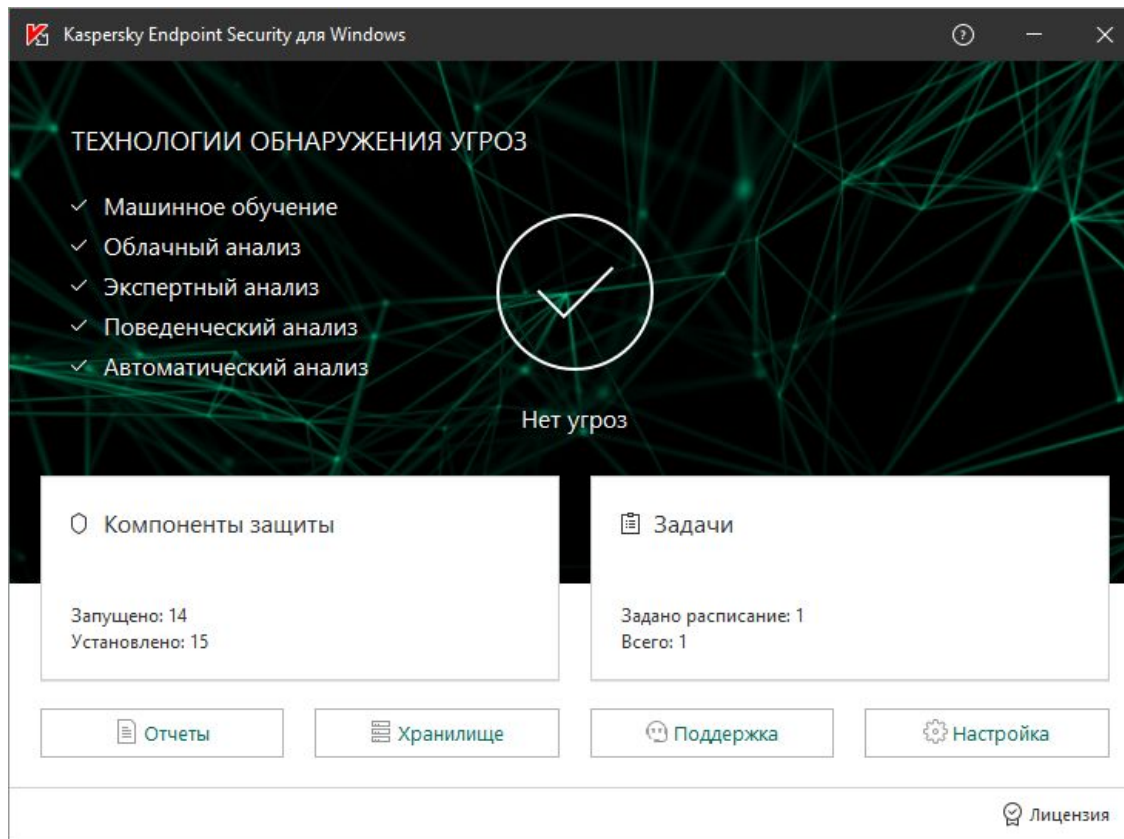 Kaspersky Endpoint Security для Windows
ТЕХНОЛОГИИ ОБНАРУЖЕНИЯ УГРОЗ
Машинное обучение
Облачный анализ
Экспертный анализ
Поведенческий анализ
Автоматический анализ
Нет угроз
Компоненты защиты
Запущено: 14
Установлено: 15
Задачи
Задано расписание: 1
Всего: 1
Отчеты
Хранилище
Поддержка
Настройка
Лицензия